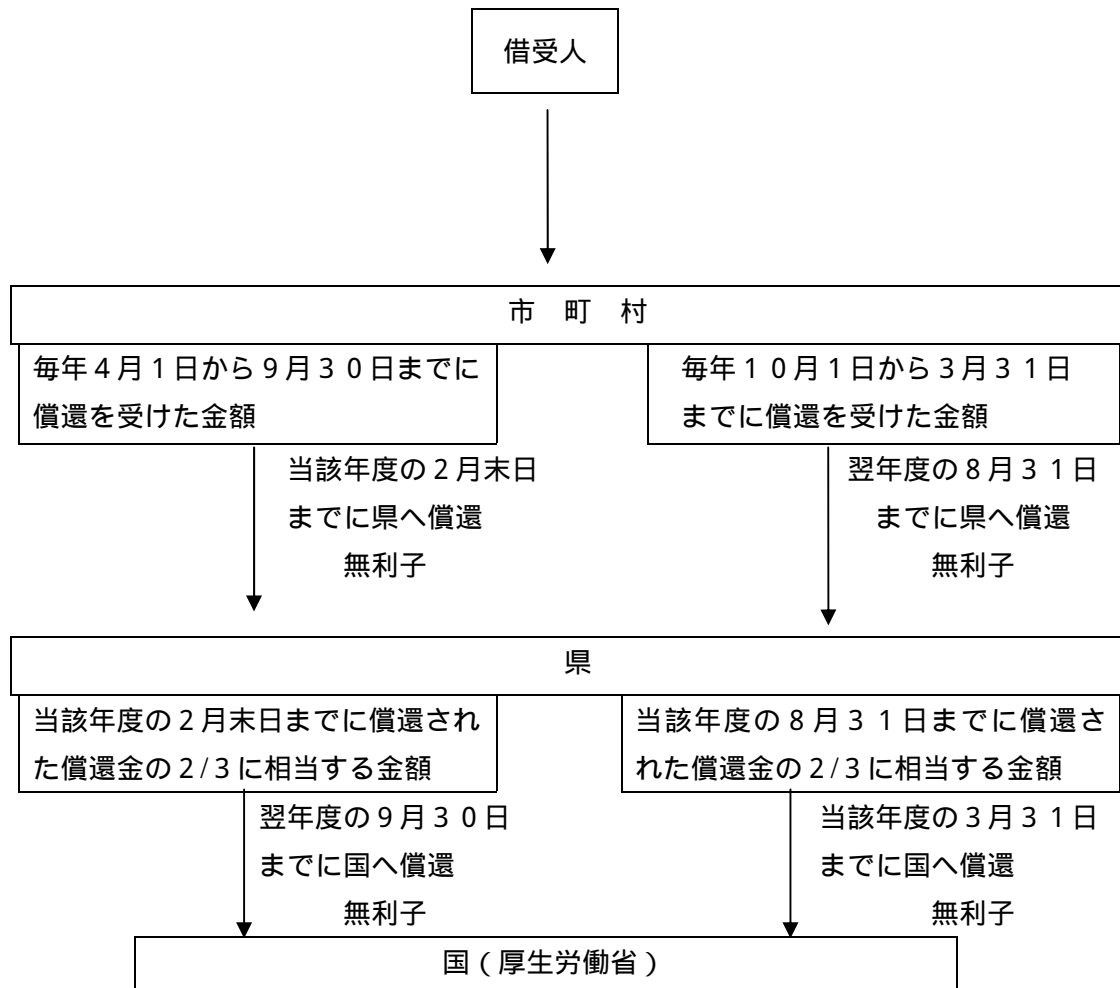 借受人
市　町　村
毎年４月１日から９月３０日までに
償還を受けた金額
毎年１０月１日から３月３１日
までに償還を受けた金額
当該年度の２月末日
までに県へ償還
無利子
翌年度の８月３１日
までに県へ償還
無利子
県
当該年度の２月末日までに償還され
た償還金の２/３に相当する金額
当該年度の８月３１日までに償還さ
れた償還金の２/３に相当する金額
翌年度の９月３０日
までに国へ償還
無利子
当該年度の３月３１日
までに国へ償還
無利子
国（厚生労働省）